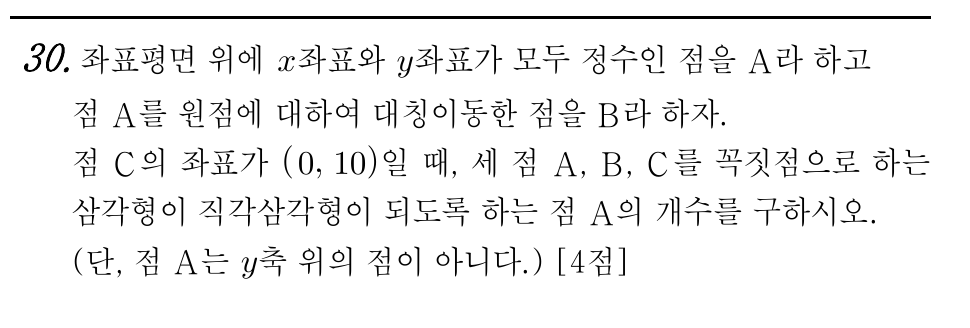 30. 좌표평면 위에 x좌표와 y좌표가 모두 정수인 점을 A라 하고
점 A를 원점에 대하여 대칭이동한 점을 B라 하자.
점 C의 좌표가 (0, 10)일 때, 세 점 A, B, C를 꼭짓점으로 하는
삼각형이 직각삼각형이 되도록 하는 점 A의 개수를 구하시오.
(단, 점 A는 y축 위의 점이 아니다.) [4점]